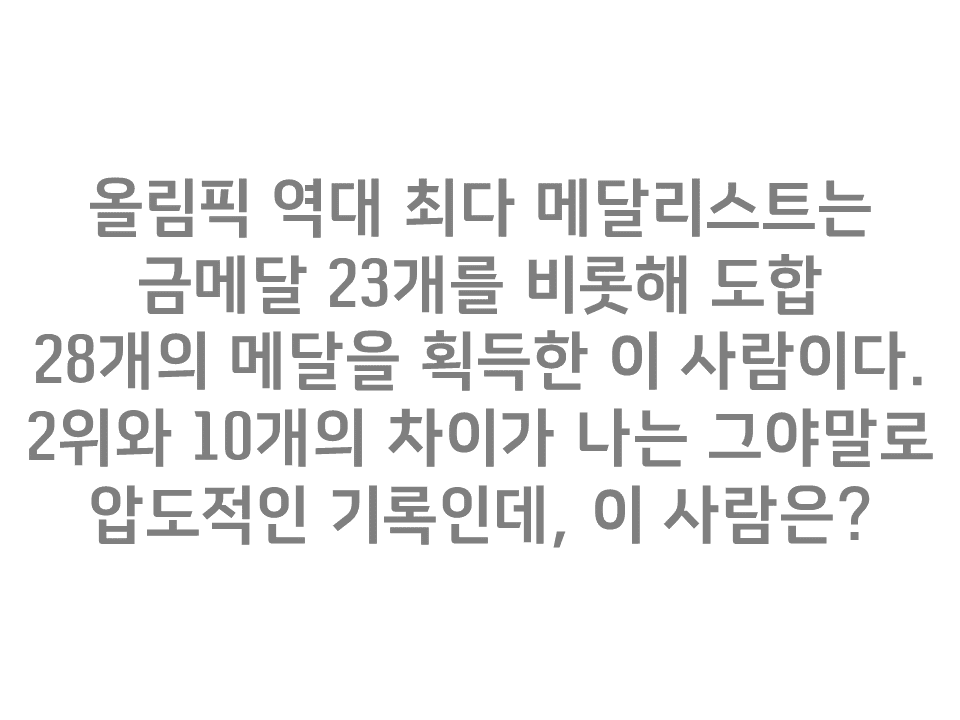 올림픽 역대 최다 메달리스트는
금메달 23개를 비롯해 도합
28개의 메달을 획득한 이 사람이다.
2위와 10개의 차이가 나는 그야말로
압도적인 기록인데, 이 사람은?